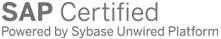 SAP Certified
Powered by Sybase Unwired Platform